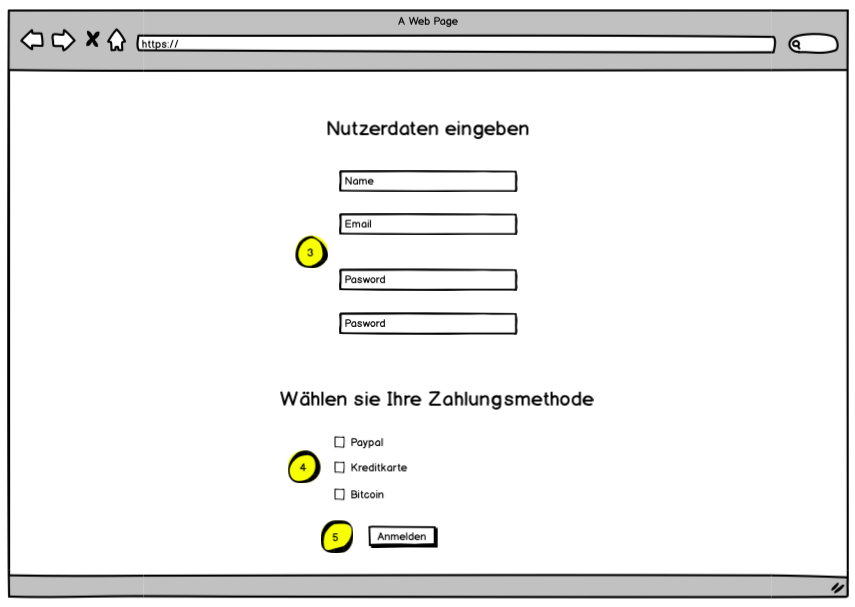 A Web Page
https://
Nutzerdaten eingeben
Name
Email
3
Pasword
Pasword
Wählen sie Ihre Zahlungsmethode
Paypal
4 Kreditkarte
Bitcoin
5 Anmelden